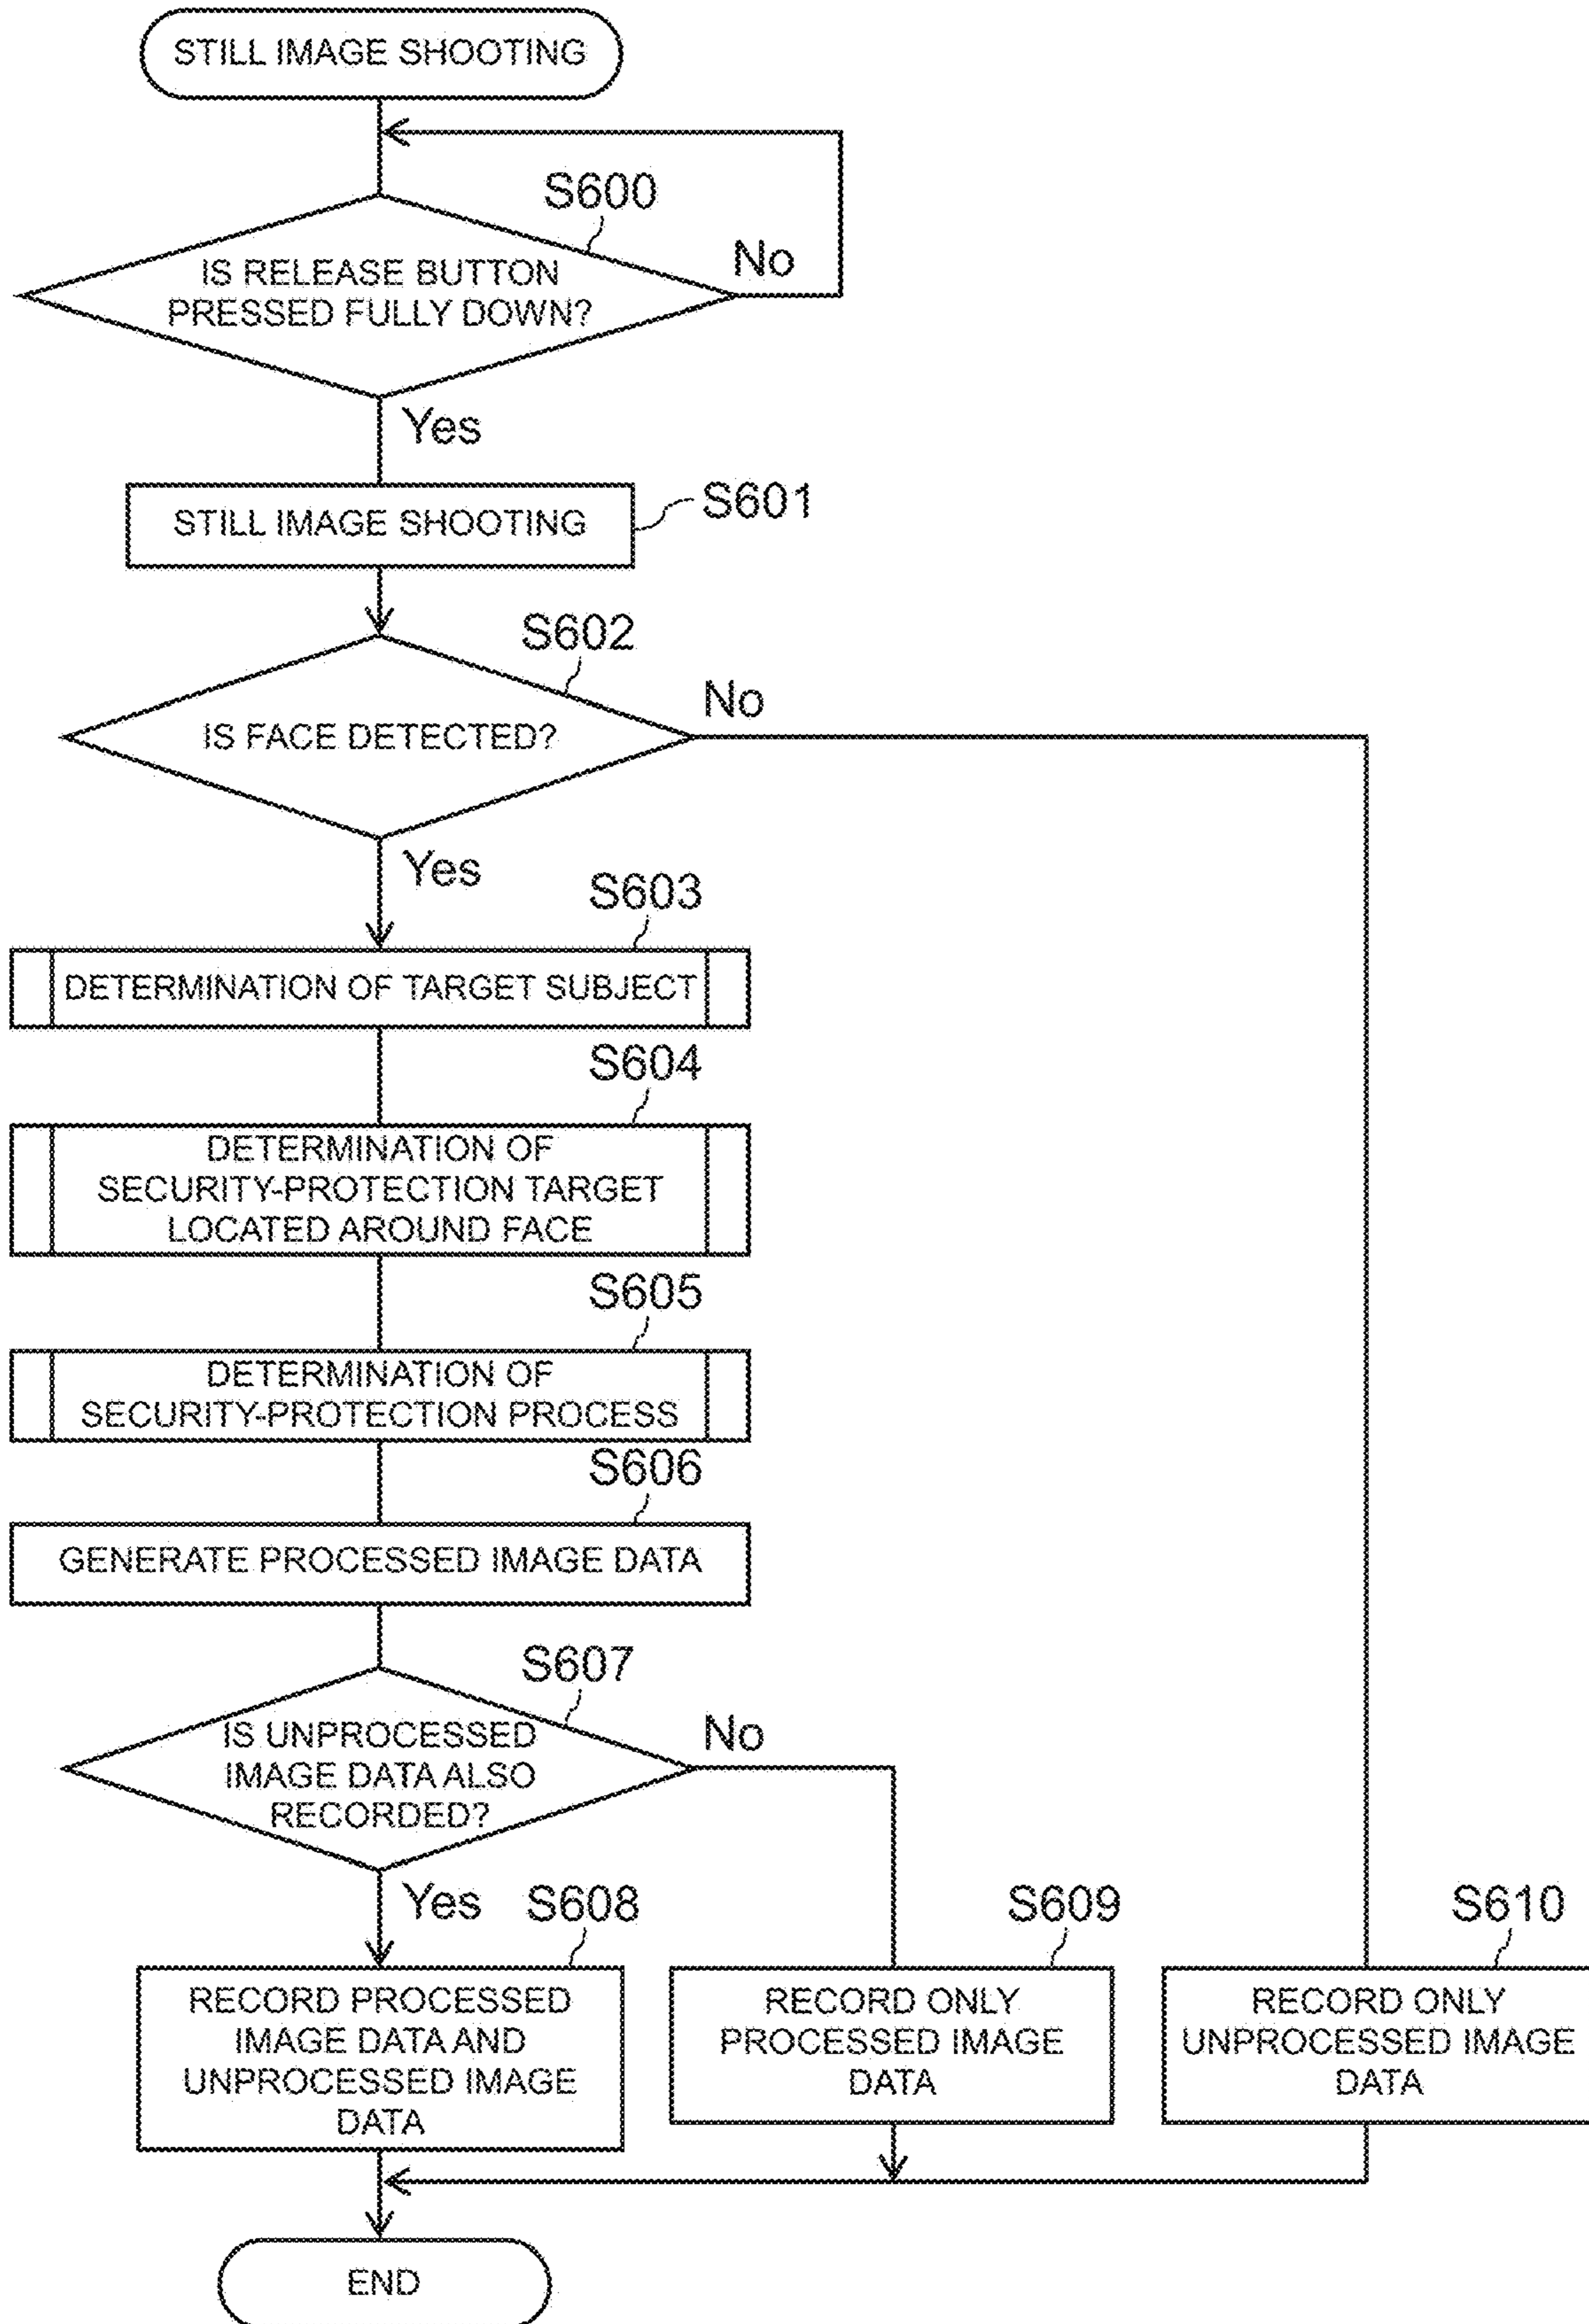 STILL IMAGE SHOOTING
S600
IS RELEASE BUTTON
PRESSED FULLY DOWN?
No
Yes
STILL IMAGE SHOOTING
S601
S602
IS FACE DETECTED?
No
Yes
S603
DETERMINATION OF TARGET SUBJECT
S604
DETERMINATION OF
SECURITY-PROTECTION TARGET
LOCATED AROUND FACE
S605
DETERMINATION OF
SECURITY-PROTECTION PROCESS
S606
GENERATE PROCESSED IMAGE DATA
S607
IS UNPROCESSED
IMAGE DATA ALSO
RECORDED?
No
Yes
S608
RECORD PROCESSED
IMAGE DATA AND
UNPROCESSED IMAGE
DATA
S609
RECORD ONLY
PROCESSED IMAGE
DATA
S610
RECORD ONLY
UNPROCESSED IMAGE
DATA
END